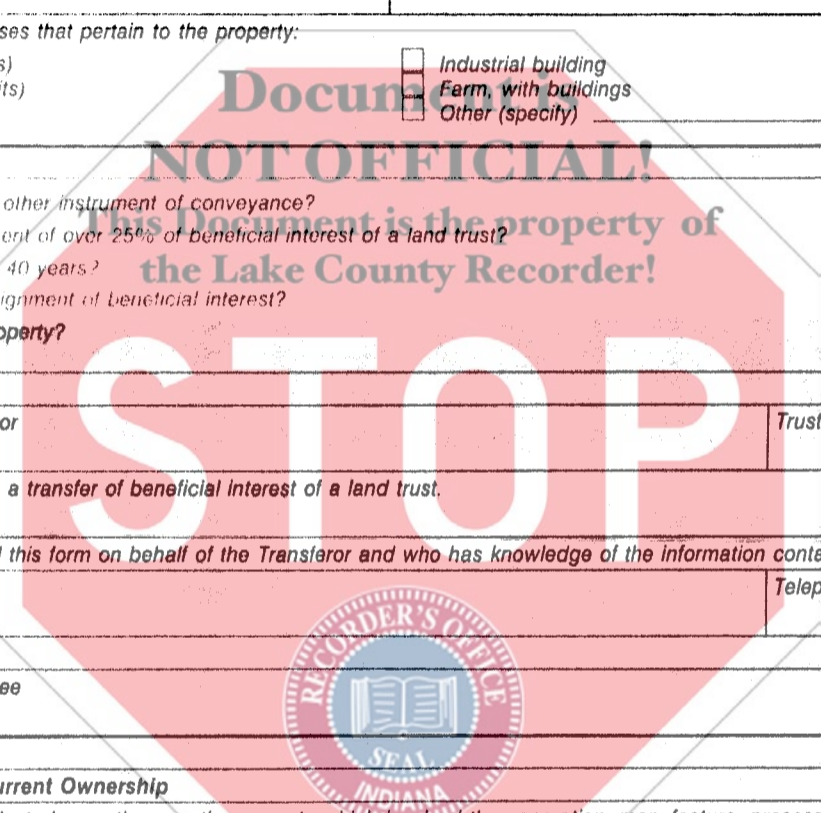 ses that pertain to the property:
s) Industrial building
its) Farm, with buildings
Other (specify)
Document is
NOT OFFICIAL!
This Document is the property of
the Lake County Recorder!
other instrument of conveyance?
ent of over 25% of beneficial interest of a land trust?
40 years?
ignment of beneficial interest?
operty?
STOP
or Trust
a transfer of beneficial interest of a land trust.
this form on behalf of the Transferor and who has knowledge of the information conta
Telep
RECORDER'S OFFICE
SEAL
INDIANA
ee
urrent Ownership